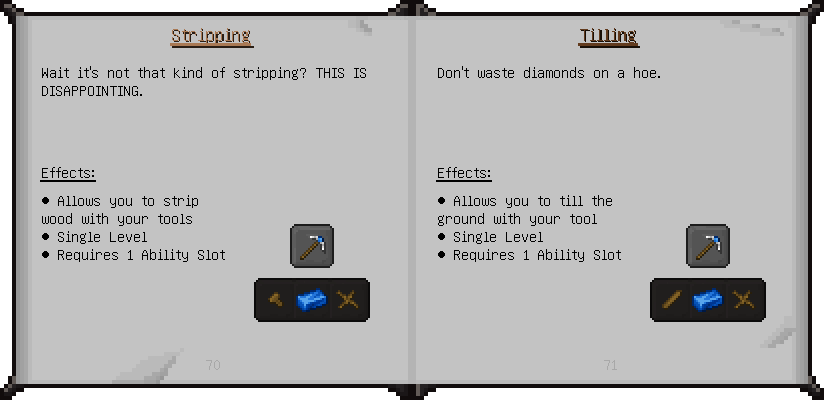 Stripping
Wait it's not that kind of stripping? THIS IS
DISAPPOINTING.
Effects:
● Allows you to strip
wood with your tools
● Single Level
● Requires 1 Ability Slot
70
Tilling
Don't waste diamonds on a hoe.
Effects:
● Allows you to till the
ground with your tool
● Single Level
● Requires 1 Ability Slot
71